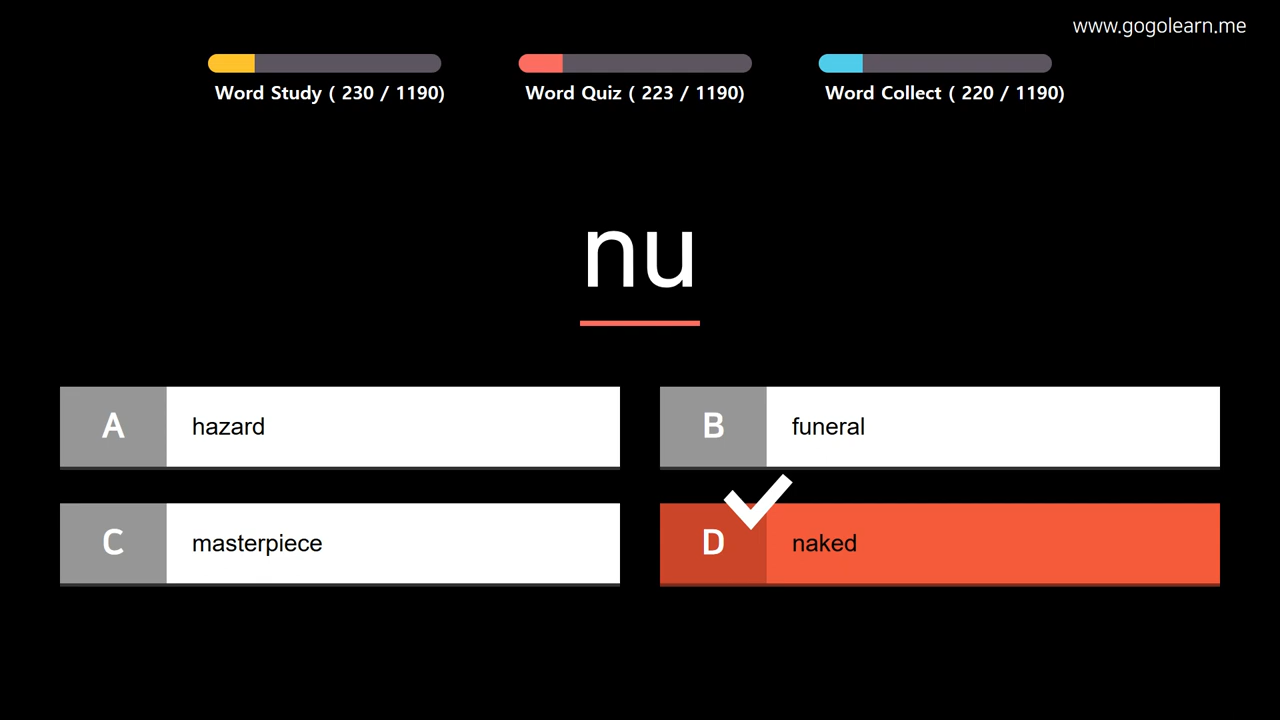 www.gogolearn.me
Word Study ( 230 / 1190)
Word Quiz ( 223 / 1190)
Word Collect ( 220 / 1190)
nu
A hazard
B funeral
C masterpiece
D naked